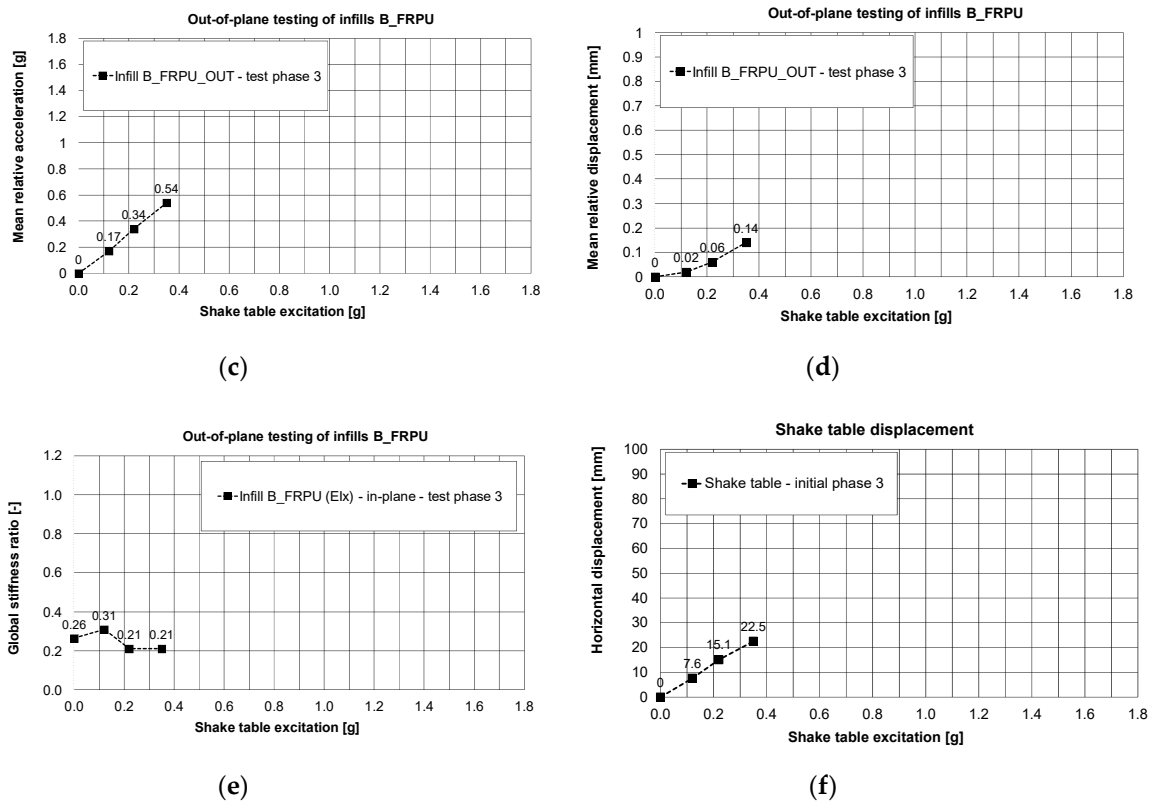 Out-of-plane testing of infills B_FRPU
Mean relative acceleration [g]
1.8
1.6
1.4
1.2
1
0.8
0.6
0.4
0.2
0
Infill B_FRPU_OUT - test phase 3
0
0.17
0.34
0.54
0.0 0.2 0.4 0.6 0.8 1.0 1.2 1.4 1.6 1.8
Shake table excitation [g]
(c)
Out-of-plane testing of infills B_FRPU
Mean relative displacement [mm]
1
0.9
0.8
0.7
0.6
0.5
0.4
0.3
0.2
0.1
0
Infill B_FRPU_OUT - test phase 3
0
0.02
0.06
0.14
0.0 0.2 0.4 0.6 0.8 1.0 1.2 1.4 1.6 1.8
Shake table excitation [g]
(d)
Out-of-plane testing of infills B_FRPU
Global stiffness ratio [-]
1.2
1.0
0.8
0.6
0.4
0.2
0.0
Infill B_FRPU (Elx) - in-plane - test phase 3
0.26
0.31
0.21
0.21
0.0 0.2 0.4 0.6 0.8 1.0 1.2 1.4 1.6 1.8
Shake table excitation [g]
(e)
Shake table displacement
Horizontal displacement [mm]
100
90
80
70
60
50
40
30
20
10
0
Shake table - initial phase 3
0
7.6
15.1
22.5
0.0 0.2 0.4 0.6 0.8 1.0 1.2 1.4 1.6 1.8
Shake table excitation [g]
(f)